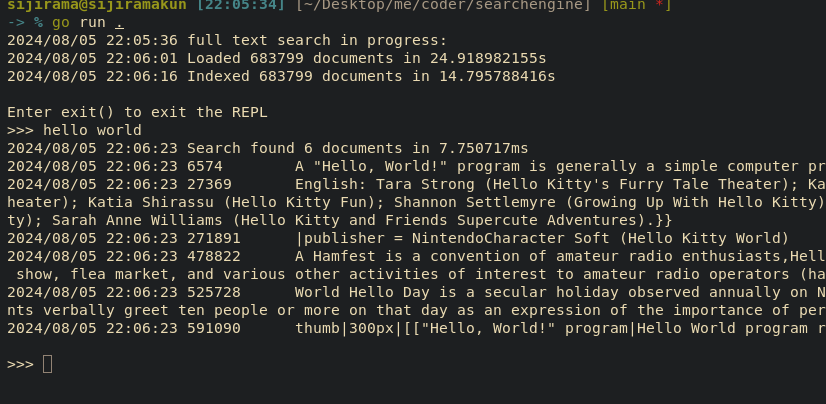 sijirama@sijiramakun [22:05:34] [~/Desktop/me/coder/searchengine] [main *]
-> % go run .
2024/08/05 22:05:36 full text search in progress:
2024/08/05 22:06:01 Loaded 683799 documents in 24.918982155s
2024/08/05 22:06:16 Indexed 683799 documents in 14.795788416s
Enter exit() to exit the REPL
>>> hello world
2024/08/05 22:06:23 Search found 6 documents in 7.750717ms
2024/08/05 22:06:23 6574 A "Hello, World!" program is generally a simple computer pr
2024/08/05 22:06:23 27369 English: Tara Strong (Hello Kitty's Furry Tale Theater); Ka
heater); Katia Shirassu (Hello Kitty Fun); Shannon Settlemyre (Growing Up With Hello Kitty)
ty); Sarah Anne Williams (Hello Kitty and Friends Supercute Adventures).}}
2024/08/05 22:06:23 271891 |publisher = NintendoCharacter Soft (Hello Kitty World)
2024/08/05 22:06:23 478822 A Hamfest is a convention of amateur radio enthusiasts,Hell
show, flea market, and various other activities of interest to amateur radio operators (ha
2024/08/05 22:06:23 525728 World Hello Day is a secular holiday observed annually on N
nts verbally greet ten people or more on that day as an expression of the importance of per
2024/08/05 22:06:23 591090 thumb|300px|[["Hello, World!" program|Hello World program r
>>>